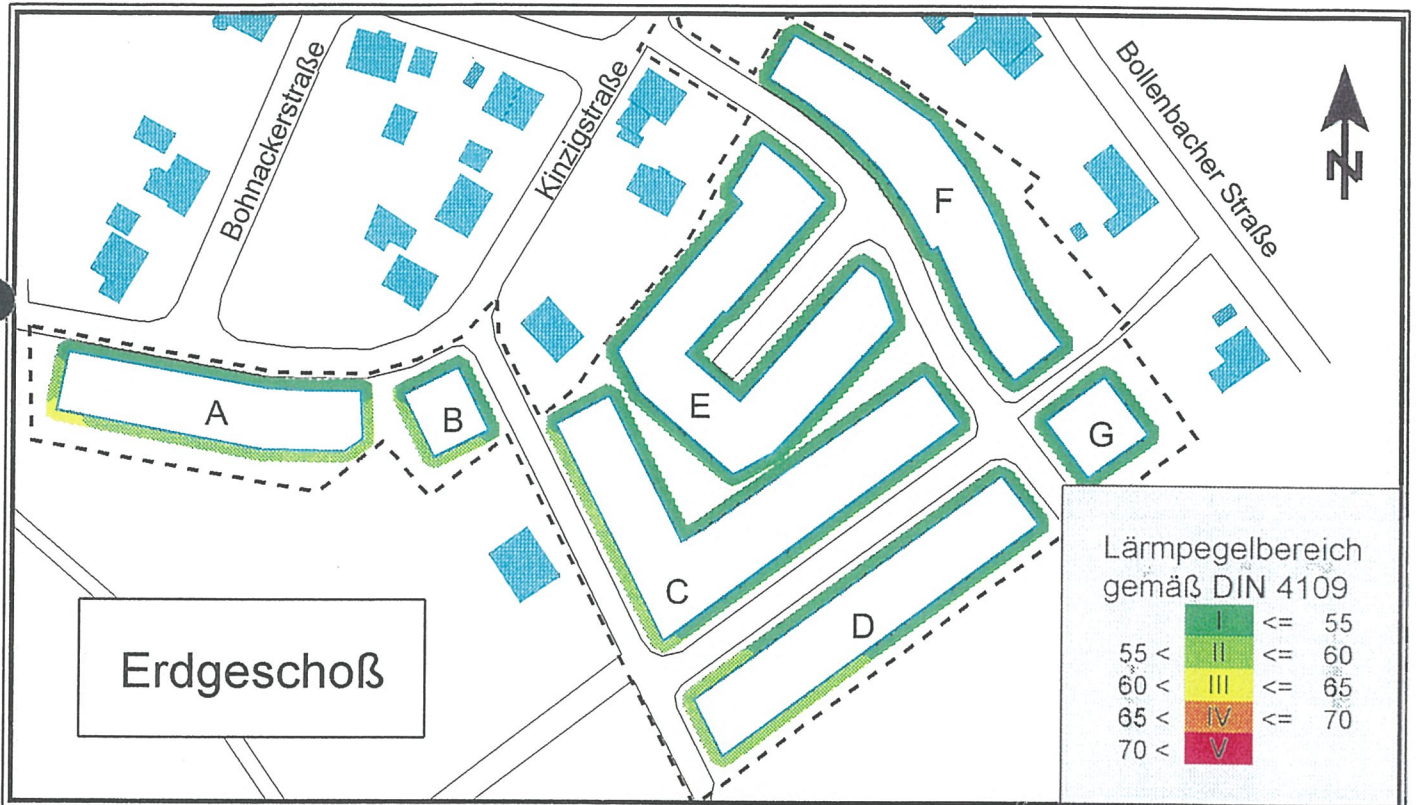 Bohnackerstraße
Kinzigstraße
Bollenbacher Straße
N
F
A
B
E
G
C
D
Erdgeschoß
Lärmpegelbereich
gemäß DIN 4109
I <= 55
55 < II <= 60
60 < III <= 65
65 < IV <= 70
70 < V